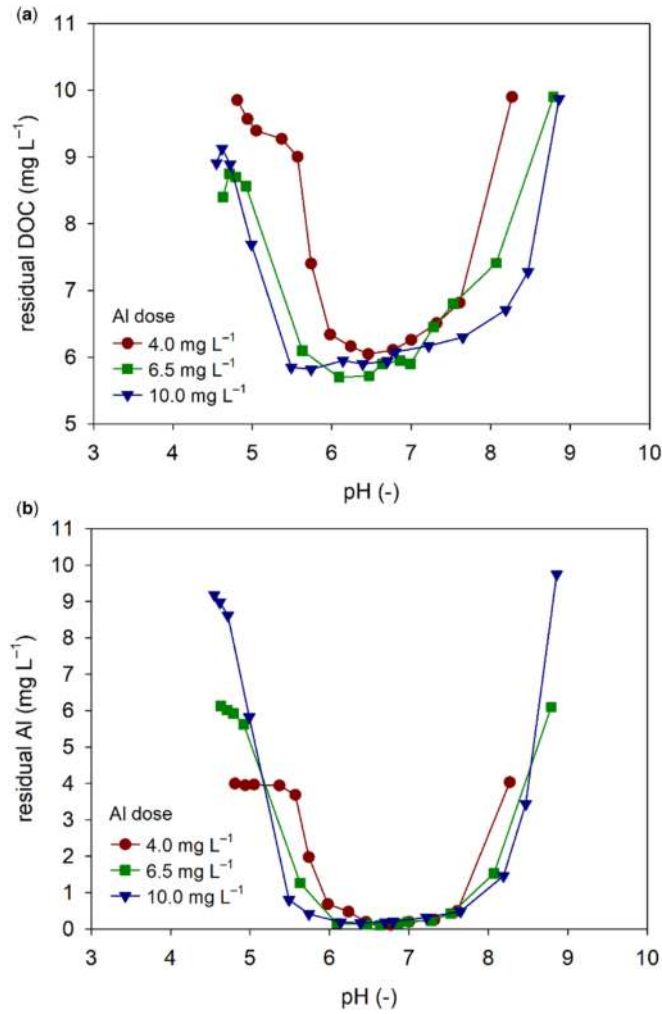 (a)
11
10
9
8
7
6
5
residual DOC (mg L⁻¹)
Al dose
4.0 mg L⁻¹
6.5 mg L⁻¹
10.0 mg L⁻¹
3 4 5 6 7 8 9 10
pH (-)
(b)
11
10
9
8
7
6
5
4
3
2
1
0
residual Al (mg L⁻¹)
Al dose
4.0 mg L⁻¹
6.5 mg L⁻¹
10.0 mg L⁻¹
3 4 5 6 7 8 9 10
pH (-)